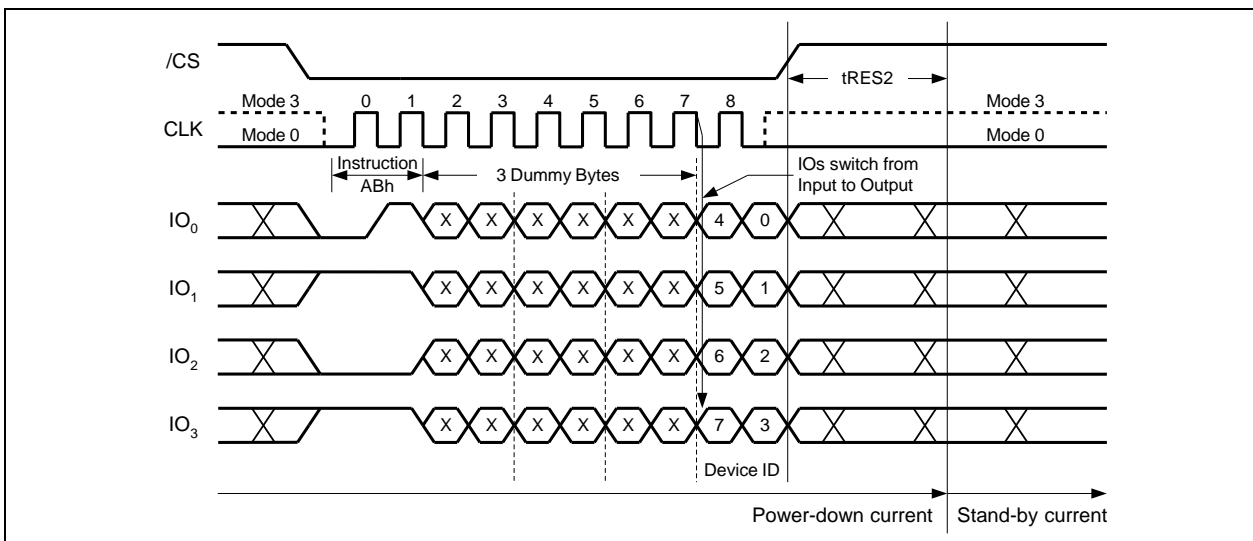 /CS
tRES2
Mode 3 0 1 2 3 4 5 6 7 8 Mode 3
CLK
Mode 0 Mode 0
Instruction
ABh
3 Dummy Bytes
IOs switch from
Input to Output
IO0 X X X X X X 4 0
IO1 X X X X X X 5 1
IO2 X X X X X X 6 2
IO3 X X X X X X 7 3
Device ID
Power-down current Stand-by current